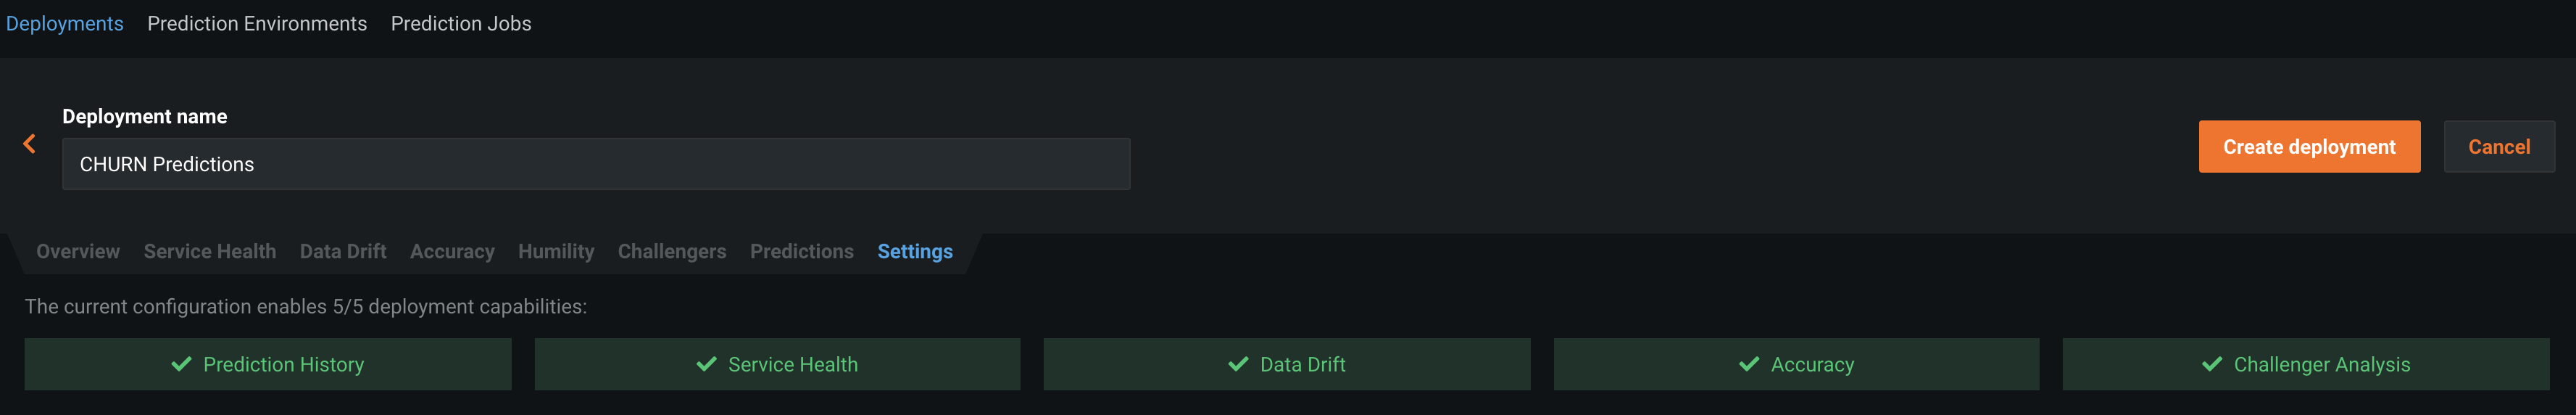 Deployments Prediction Environments Prediction Jobs
Deployment name
CHURN Predictions
Create deployment Cancel
Overview Service Health Data Drift Accuracy Humility Challengers Predictions Settings
The current configuration enables 5/5 deployment capabilities:
Prediction History Service Health Data Drift Accuracy Challenger Analysis